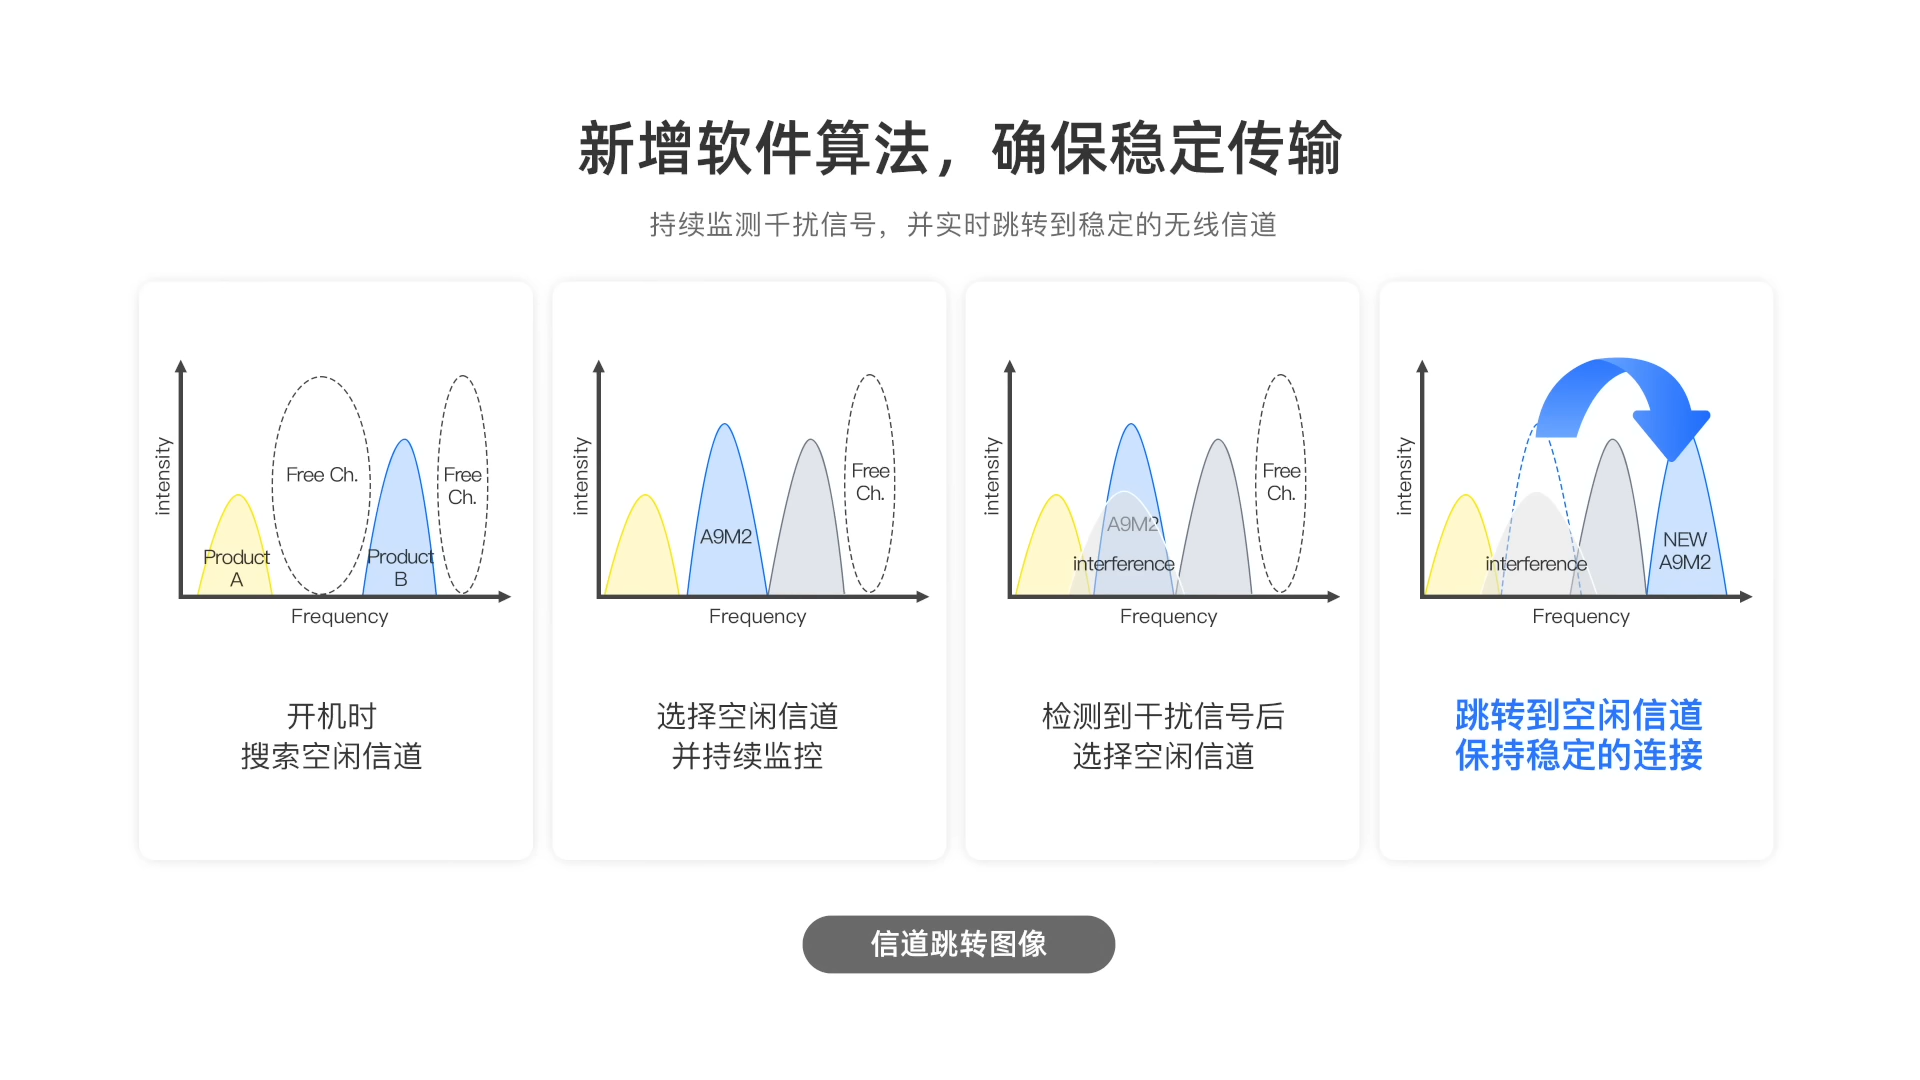 新增软件算法，确保稳定传输
持续监测干扰信号，并实时跳转到稳定的无线信道
intensity
Free Ch.
Free
Ch.
Product
A
Product
B
Frequency
开机时
搜索空闲信道
intensity
Free
Ch.
A9M2
Frequency
选择空闲信道
并持续监控
intensity
Free
Ch.
A9M2
interference
Frequency
检测到干扰信号后
选择空闲信道
intensity
NEW
A9M2
interference
Frequency
跳转到空闲信道
保持稳定的连接
信道跳转图像